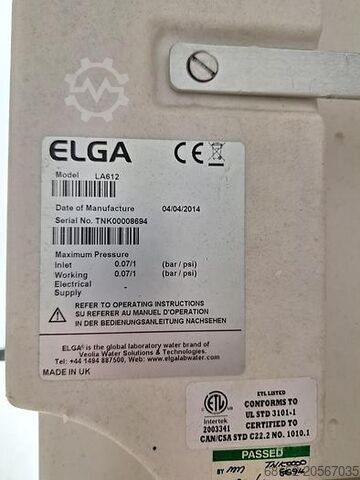 ELGA CE
Model LA612
Date of Manufacture 04/04/2014
Serial No. TNK00008694
Maximum Pressure
Inlet 0.07/1 (bar / psi)
Working 0.07/1 (bar / psi)
Electrical -
Supply
REFER TO OPERATING INSTRUCTIONS
SU REFERER AU MANUEL D'OPERATION
IN DER BEDIENUNGSANLEITUNG NACHSEHEN
ELGA® is the global laboratory water brand of
Veolia Water Solutions & Technologies.
Tel: +44 1494 887500, Web: www.elgalabwater.com
MADE IN UK
ETL LISTED
CONFORMS TO
UL STD 3101-1
CERTIFIED TO
CAN/CSA STD C22.2 NO. 1010.1
ETL
Intertek
2003341
PASSED
BY
8694